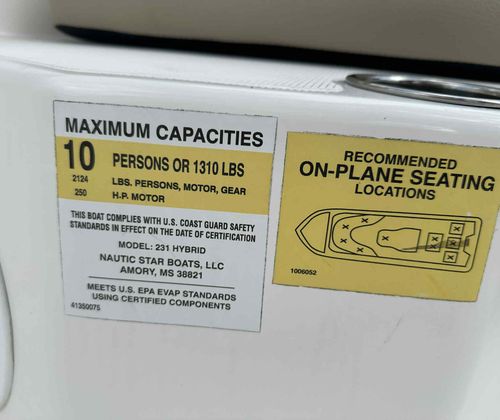 MAXIMUM CAPACITIES
10 PERSONS OR 1310 LBS
2124 LBS. PERSONS, MOTOR, GEAR
250 H-P. MOTOR
THIS BOAT COMPLIES WITH U.S. COAST GUARD SAFETY
STANDARDS IN EFFECT ON THE DATE OF CERTIFICATION
MODEL: 231 HYBRID
NAUTIC STAR BOATS, LLC
AMORY, MS 38821
MEETS U.S. EPA EVAP STANDARDS
USING CERTIFIED COMPONENTS
41350075
RECOMMENDED
ON-PLANE SEATING
LOCATIONS
1006052